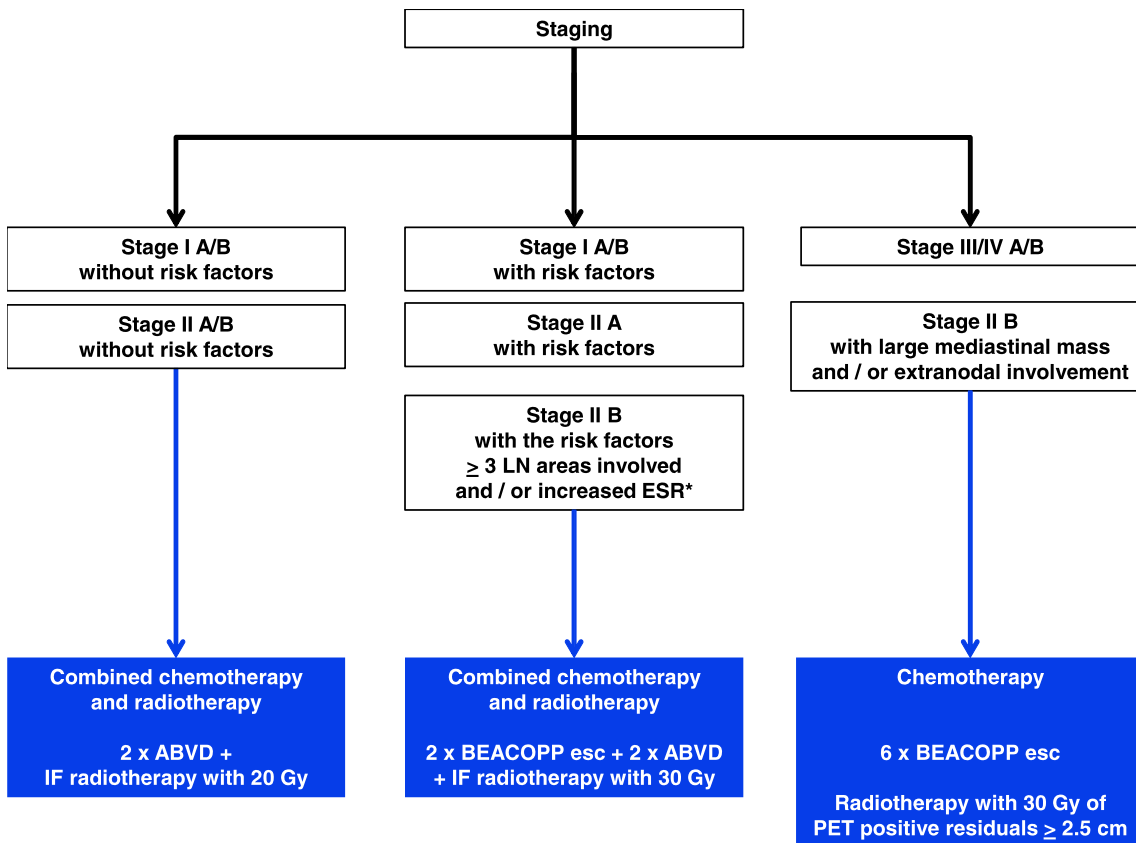 Staging
Stage I A/B
without risk factors
Stage II A/B
without risk factors
Combined chemotherapy
and radiotherapy
2 x ABVD +
IF radiotherapy with 20 Gy
Stage I A/B
with risk factors
Stage II A
with risk factors
Stage II B
with the risk factors
≥ 3 LN areas involved
and / or increased ESR*
Combined chemotherapy
and radiotherapy
2 x BEACOPP esc + 2 x ABVD
+ IF radiotherapy with 30 Gy
Stage III/IV A/B
Stage II B
with large mediastinal mass
and / or extranodal involvement
Chemotherapy
6 x BEACOPP esc
Radiotherapy with 30 Gy of
PET positive residuals ≥ 2.5 cm